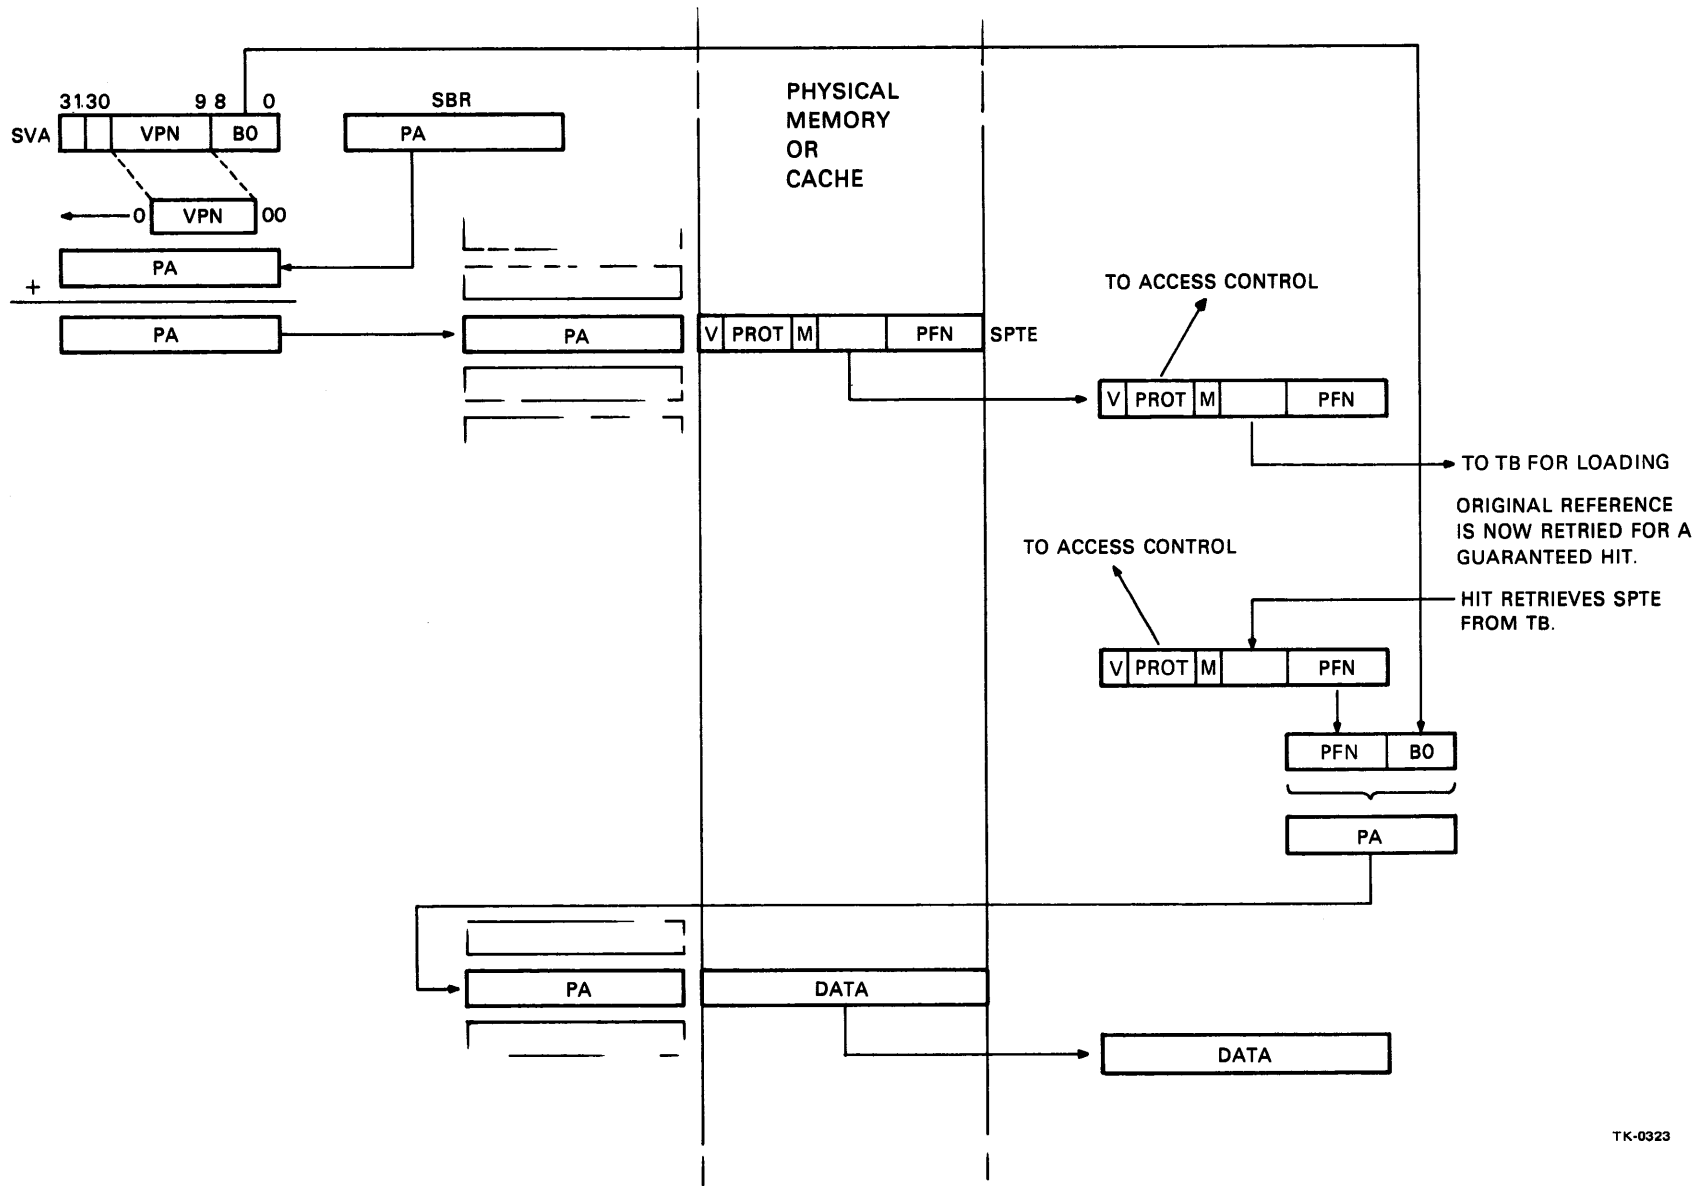 31 30 9 8 0
SBR
SVA VPN BO
PA
PHYSICAL
MEMORY
OR
CACHE
0 VPN 00
PA
+
PA
PA
V PROT M PFN SPTE
TO ACCESS CONTROL
V PROT M PFN
TO TB FOR LOADING
ORIGINAL REFERENCE
IS NOW RETRIED FOR A
GUARANTEED HIT.
TO ACCESS CONTROL
HIT RETRIEVES SPTE
FROM TB.
V PROT M PFN
PFN BO
PA
PA
DATA
DATA
TK-0323